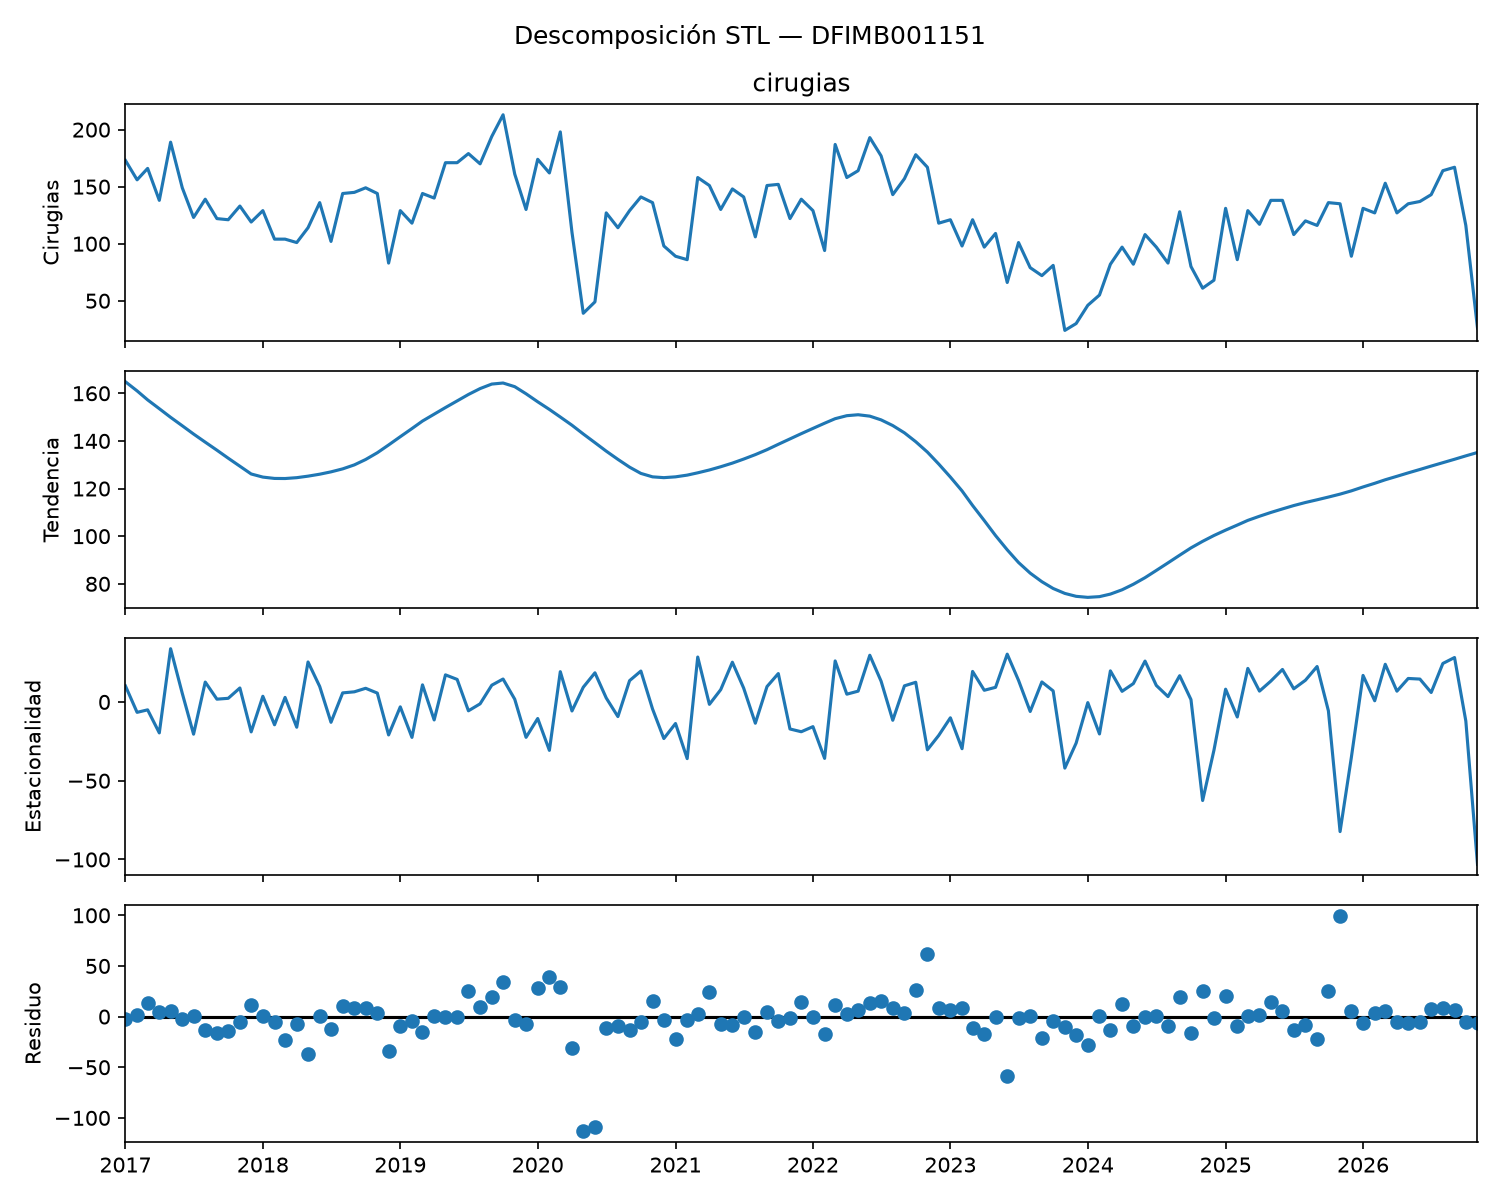 Descomposición STL — DFIMB001151
cirugias
200
150
100
50
Cirugias
160
140
120
100
80
Tendencia
0
−50
−100
Estacionalidad
100
50
0
−50
−100
Residuo
2017 2018 2019 2020 2021 2022 2023 2024 2025 2026